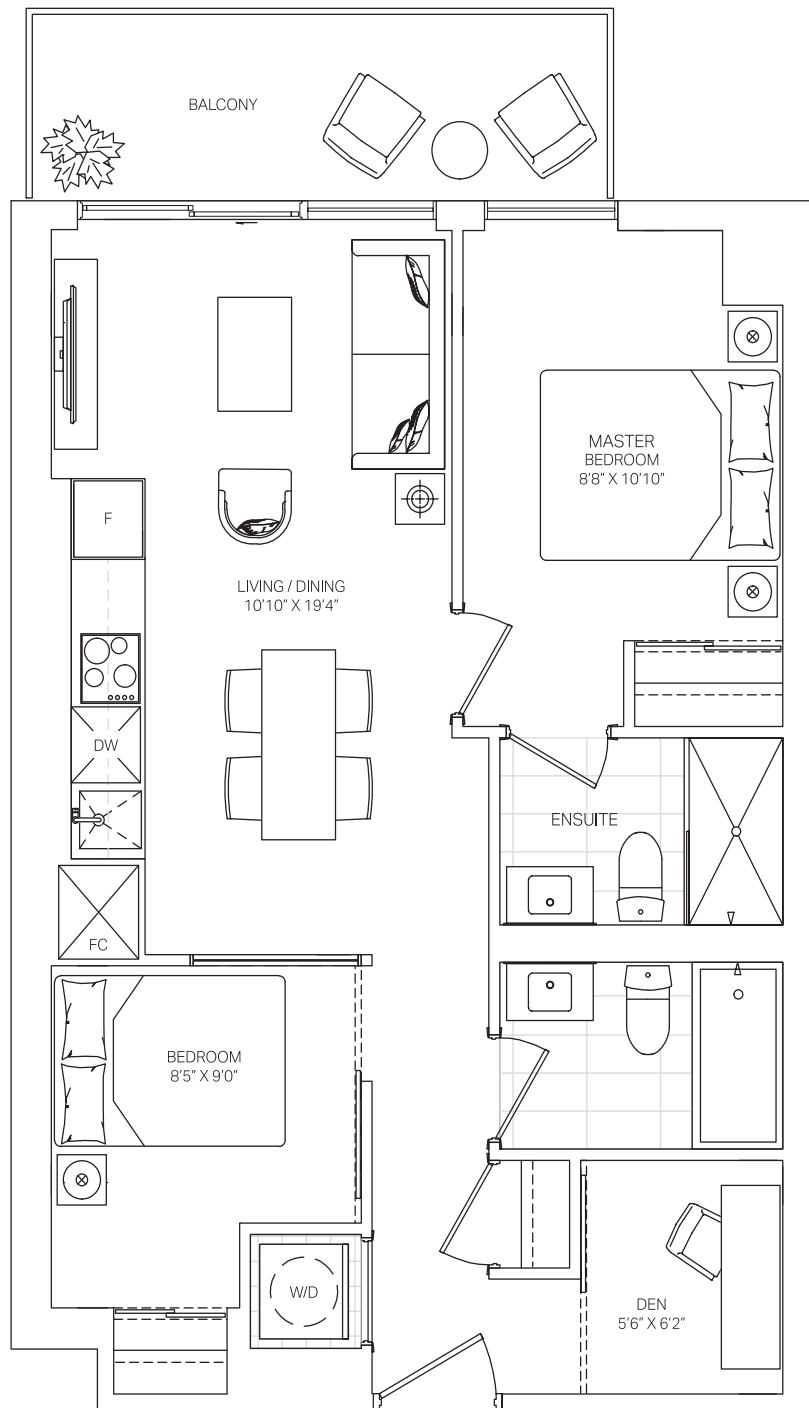 BALCONY
MASTER
BEDROOM
8'8" X 10'10"
F
LIVING / DINING
10'10" X 19'4"
DW
ENSUITE
FC
BEDROOM
8'5" X 9'0"
W/D
DEN
5'6" X 6'2"